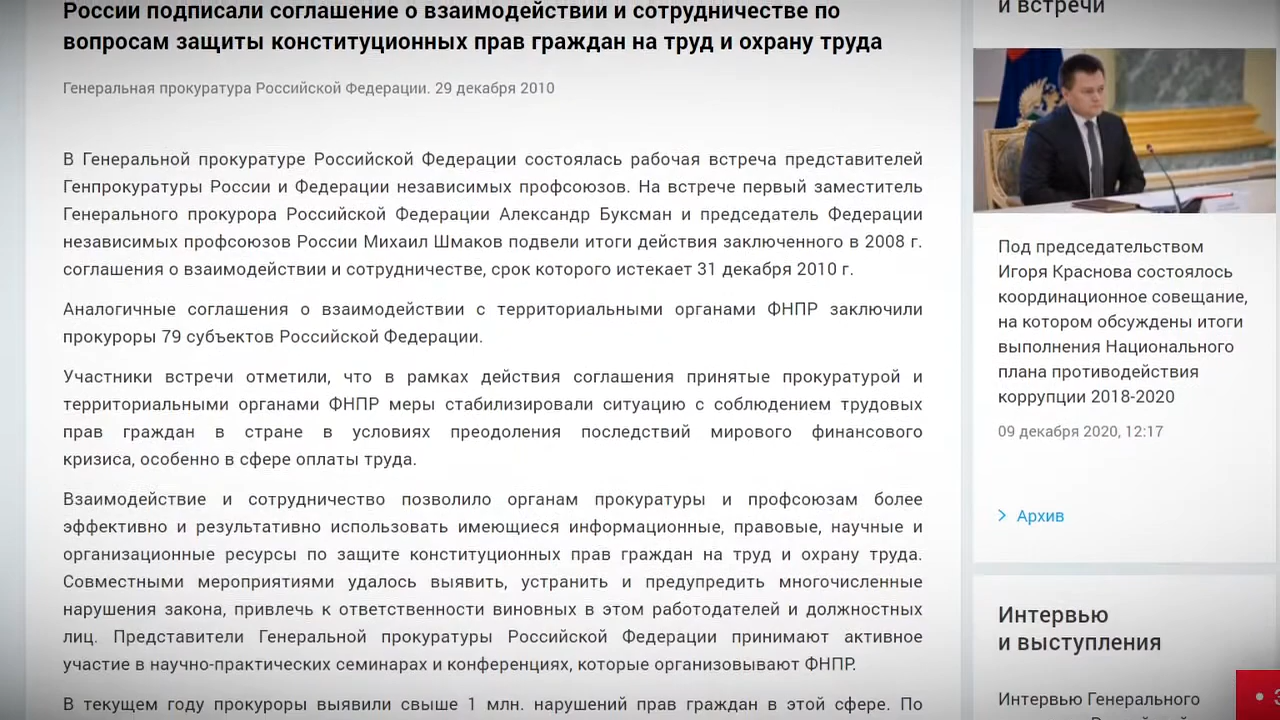 России подписали соглашение о взаимодействии и сотрудничестве по
вопросам защиты конституционных прав граждан на труд и охрану труда
Генеральная прокуратура Российской Федерации. 29 декабря 2010
В Генеральной прокуратуре Российской Федерации состоялась рабочая встреча представителей
Генпрокуратуры России и Федерации независимых профсоюзов. На встрече первый заместитель
Генерального прокурора Российской Федерации Александр Буксман и председатель Федерации
независимых профсоюзов России Михаил Шмаков подвели итоги действия заключенного в 2008 г.
соглашения о взаимодействии и сотрудничестве, срок которого истекает 31 декабря 2010 г.
Аналогичные соглашения о взаимодействии с территориальными органами ФНПР заключили
прокуроры 79 субъектов Российской Федерации.
Участники встречи отметили, что в рамках действия соглашения принятые прокуратурой и
территориальными органами ФНПР меры стабилизировали ситуацию с соблюдением трудовых
прав граждан в стране в условиях преодоления последствий мирового финансового
кризиса, особенно в сфере оплаты труда.
Взаимодействие и сотрудничество позволило органам прокуратуры и профсоюзам более
эффективно и результативно использовать имеющиеся информационные, правовые, научные и
организационные ресурсы по защите конституционных прав граждан на труд и охрану труда.
Совместными мероприятиями удалось выявить, устранить и предупредить многочисленные
нарушения закона, привлечь к ответственности виновных в этом работодателей и должностных
лиц. Представители Генеральной прокуратуры Российской Федерации принимают активное
участие в научно-практических семинарах и конференциях, которые организовывают ФНПР.
В текущем году прокуроры выявили свыше 1 млн. нарушений прав граждан в этой сфере. По
и встречи
Под председательством
Игоря Краснова состоялось
координационное совещание,
на котором обсуждены итоги
выполнения Национального
плана противодействия
коррупции 2018-2020
09 декабря 2020, 12:17
Архив
Интервью
и выступления
Интервью Генерального